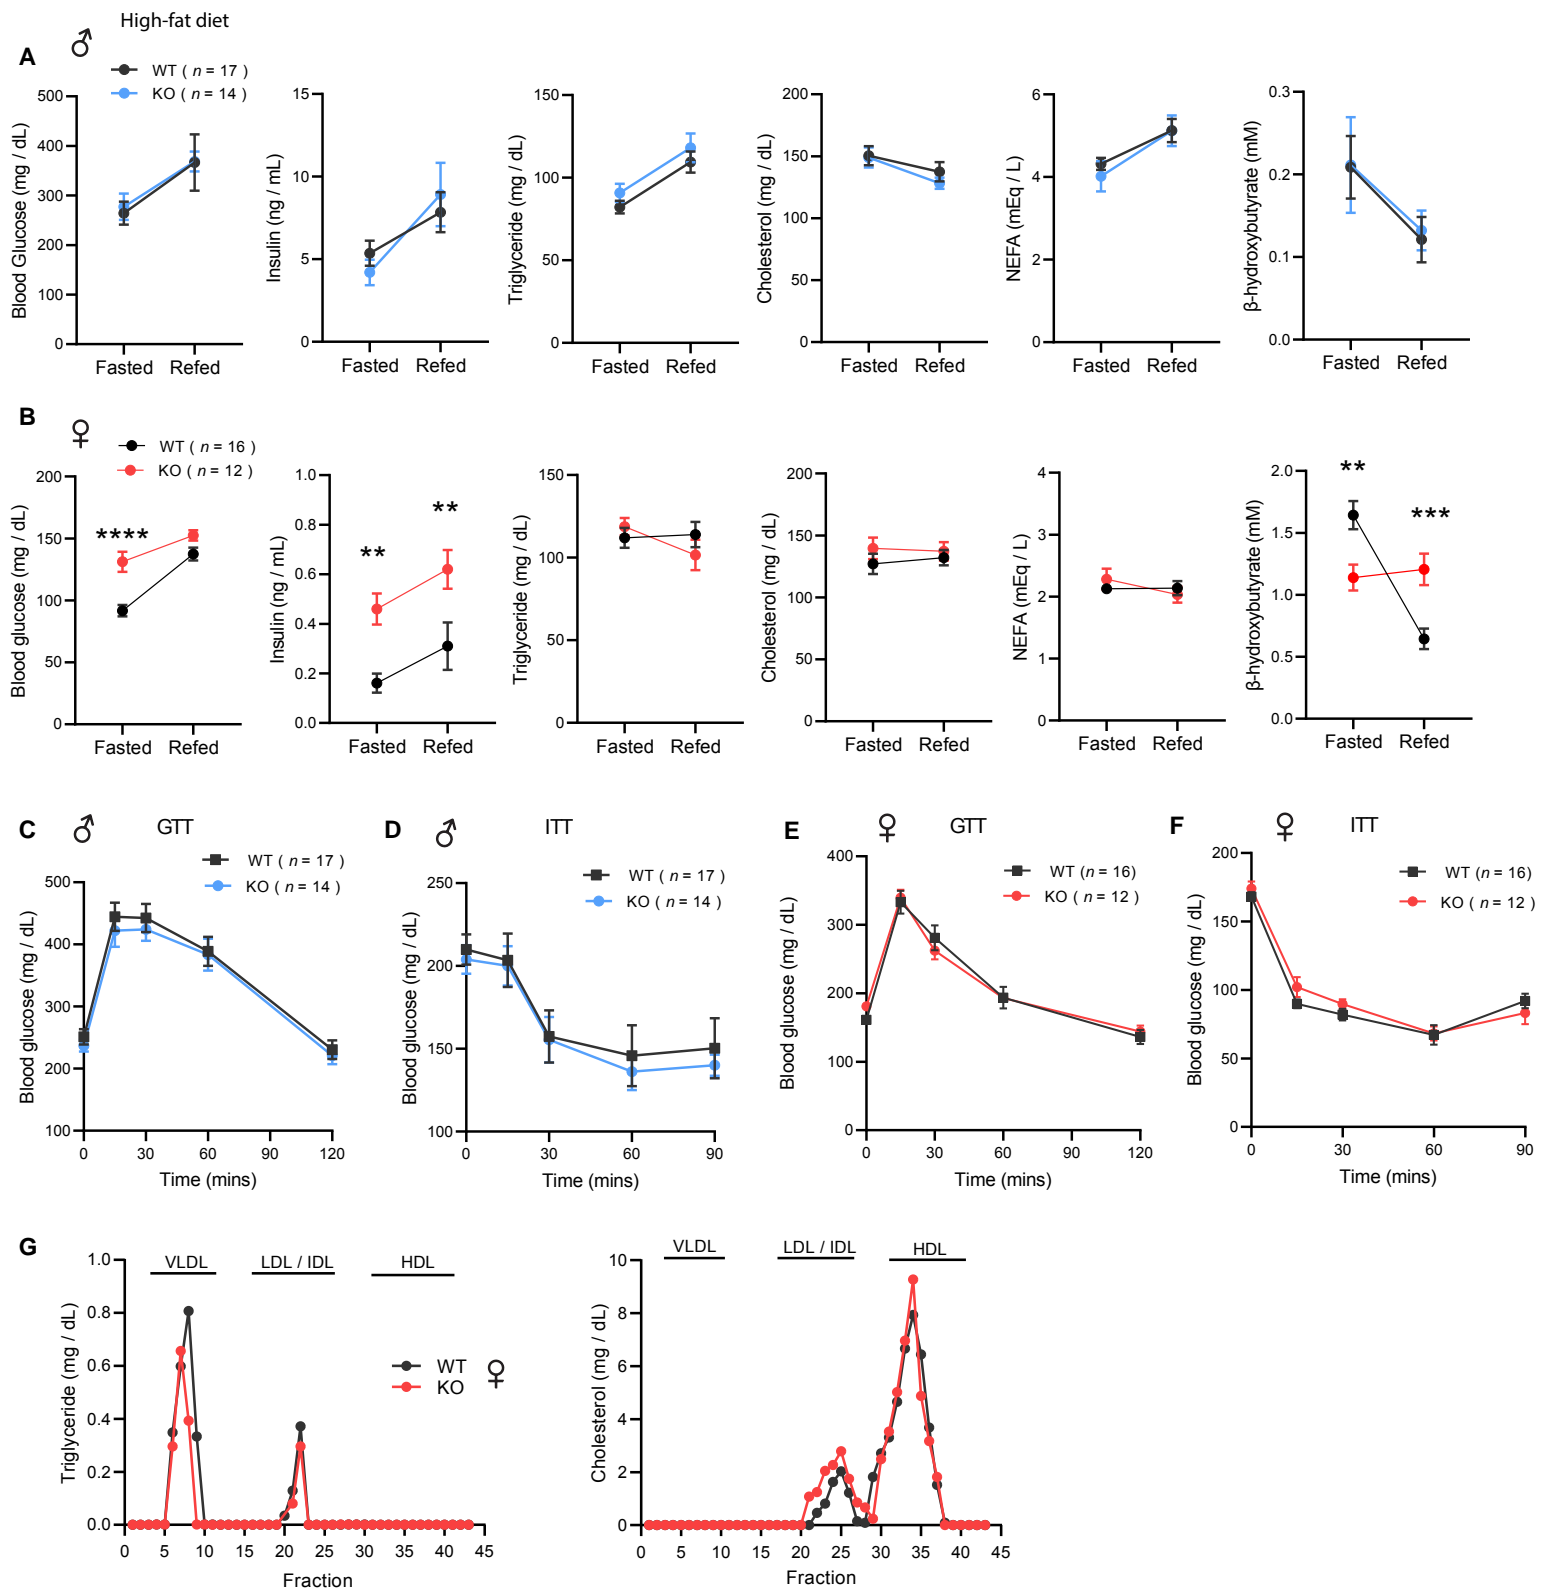 High-fat diet
A
♂
WT ( n = 17 )
KO ( n = 14 )
Blood Glucose (mg / dL)
500
400
300
200
100
0
Fasted Refed
Insulin (ng / mL)
15
10
5
0
Fasted Refed
Triglyceride (mg / dL)
150
100
50
0
Fasted Refed
Cholesterol (mg / dL)
200
150
100
50
0
Fasted Refed
NEFA (mEq / L)
6
4
2
0
Fasted Refed
β-hydroxybutyrate (mM)
0.3
0.2
0.1
0.0
Fasted Refed
B
♀
WT ( n = 16 )
KO ( n = 12 )
Blood glucose (mg / dL)
200
150
100
50
0
****
Fasted Refed
Insulin (ng / mL)
1.0
0.8
0.6
0.4
0.2
0.0
**
**
Fasted Refed
Triglyceride (mg / dL)
150
100
50
0
Fasted Refed
Cholesterol (mg / dL)
200
150
100
50
0
Fasted Refed
NEFA (mEq / L)
4
3
2
1
0
Fasted Refed
β-hydroxybutyrate (mM)
2.0
1.5
1.0
0.5
0.0
**
***
Fasted Refed
C
♂
GTT
WT ( n = 17 )
KO ( n = 14 )
Blood glucose (mg / dL)
500
400
300
200
100
0 30 60 90 120
Time (mins)
D
♂
ITT
WT ( n = 17 )
KO ( n = 14 )
Blood glucose (mg / dL)
250
200
150
100
0 30 60 90
Time (mins)
E
♀
GTT
WT (n = 16)
KO ( n = 12 )
Blood glucose (mg / dL)
400
300
200
100
0
0 30 60 90 120
Time (mins)
F
♀
ITT
WT (n = 16)
KO ( n = 12 )
Blood glucose (mg / dL)
200
150
100
50
0
0 30 60 90
Time (mins)
G
VLDL LDL / IDL HDL
Triglyceride (mg / dL)
1.0
0.8
0.6
0.4
0.2
0.0
WT
KO
♀
0 5 10 15 20 25 30 35 40 45
Fraction
VLDL LDL / IDL HDL
Cholesterol (mg / dL)
10
8
6
4
2
0
0 5 10 15 20 25 30 35 40 45
Fraction